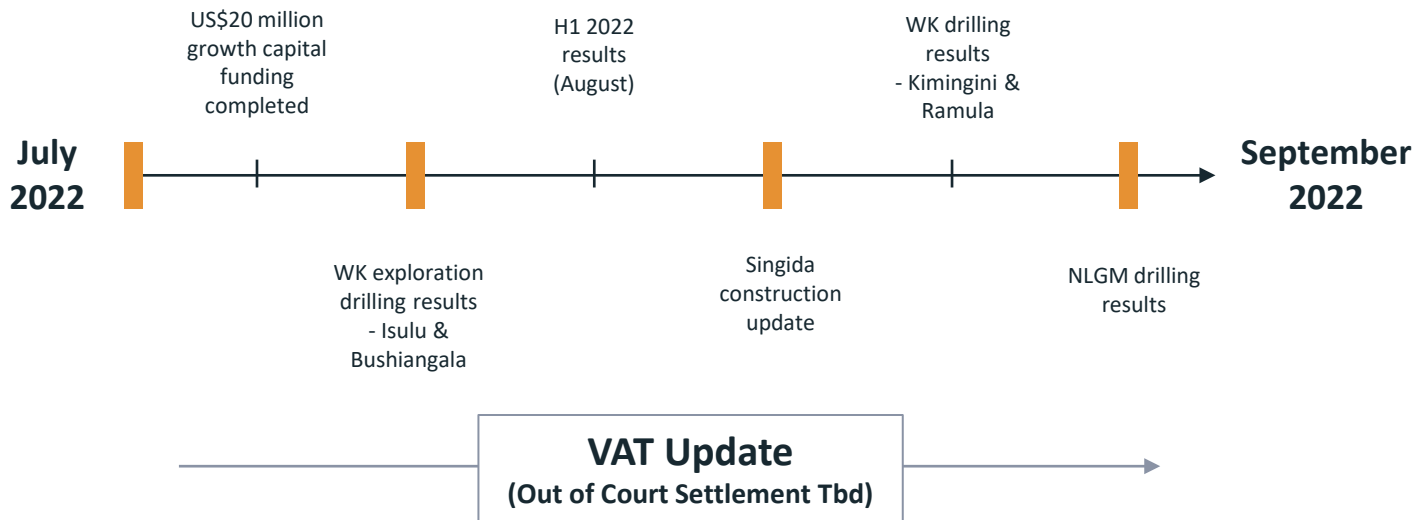 US$20 million
growth capital
funding
completed
H1 2022
results
(August)
WK drilling
results
- Kimingini &
Ramula
July
2022
September
2022
WK exploration
drilling results
- Isulu &
Bushiangala
Singida
construction
update
NLGM drilling
results
VAT Update
(Out of Court Settlement Tbd)